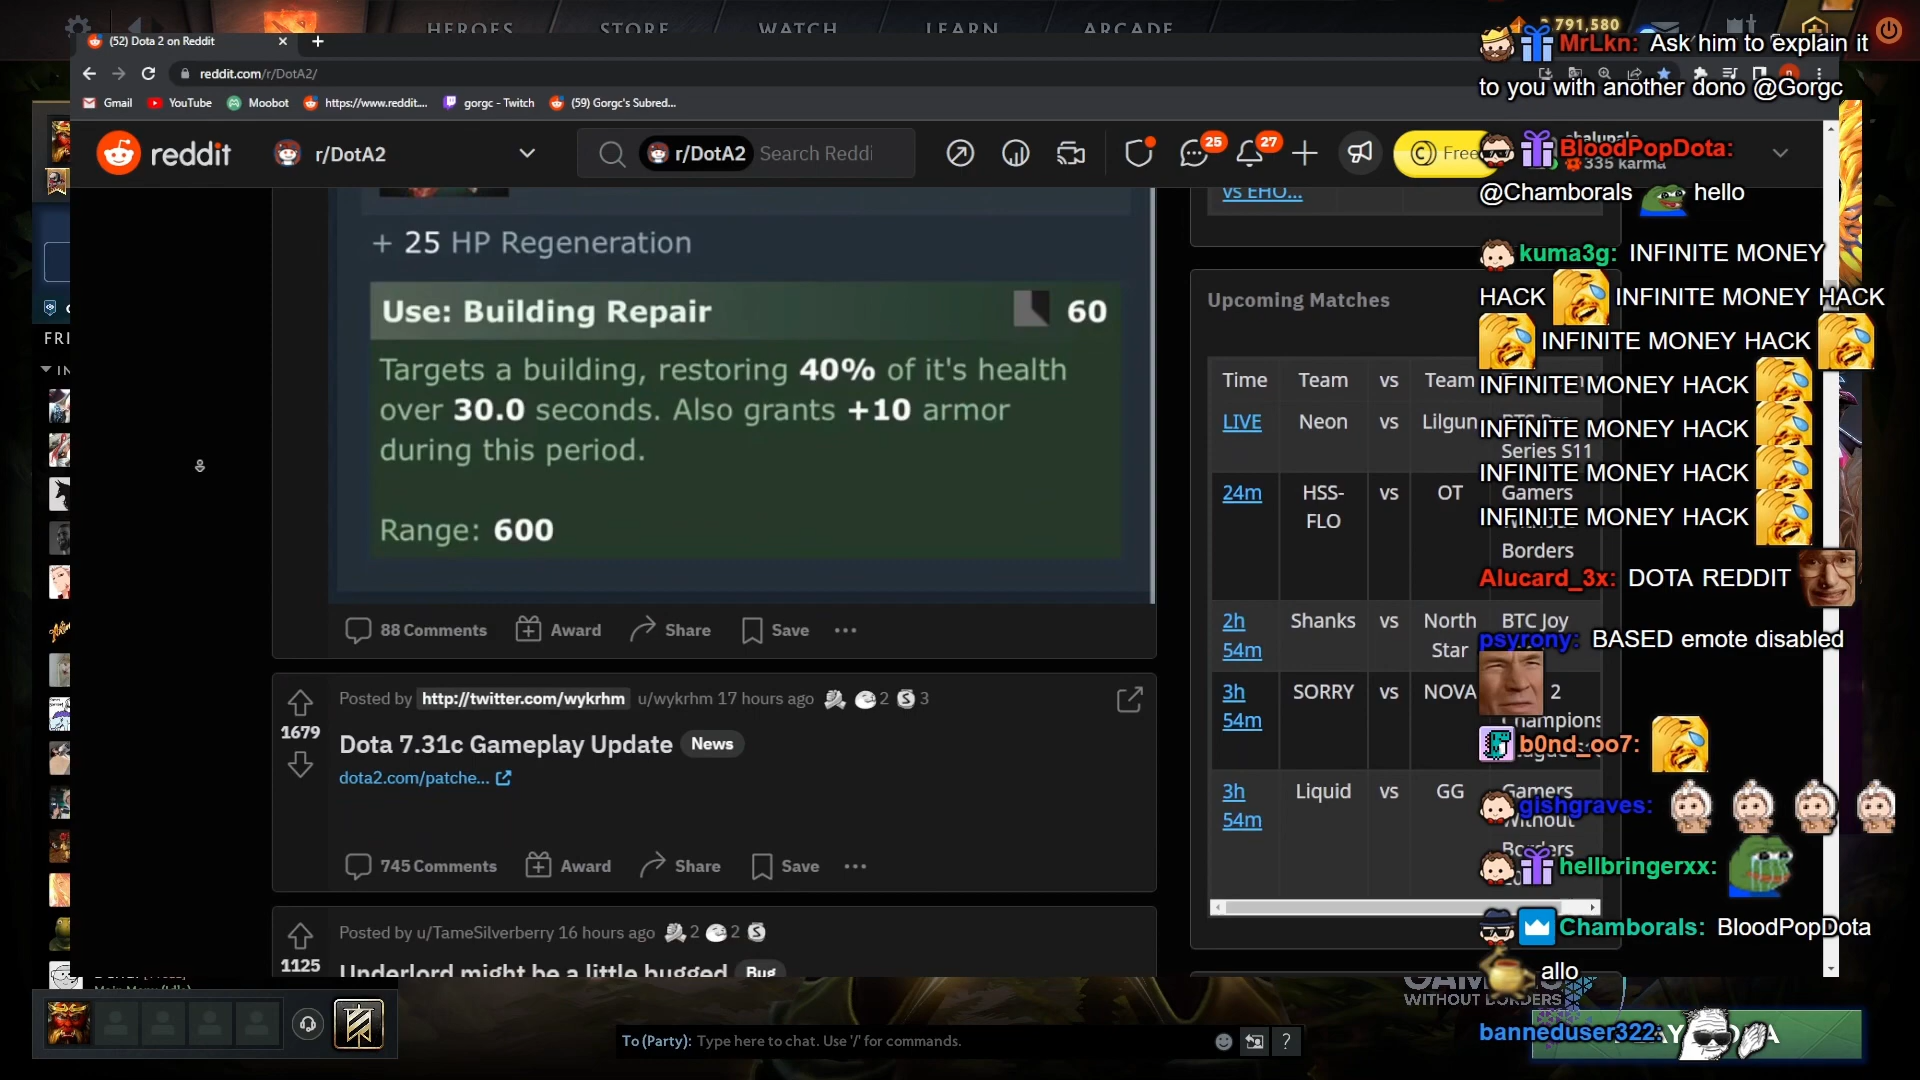 HEROES STORE WATCH LEARN ARCADE
791,580
(52) Dota 2 on Reddit
reddit.com/r/DotA2/
Gmail YouTube Moobot https://www.reddit.... gorgc - Twitch (59) Gorgc's Subred...
reddit r/DotA2 r/DotA2 Search Reddi 25 27 Free
335 karma
vs EHO...
+ 25 HP Regeneration
Use: Building Repair 60
Targets a building, restoring 40% of it's health
over 30.0 seconds. Also grants +10 armor
during this period.
Range: 600
88 Comments Award Share Save
1679
Posted by http://twitter.com/wykrhm u/wykrhm 17 hours ago 2 3
Dota 7.31c Gameplay Update News
dota2.com/patche...
745 Comments Award Share Save
1125
Posted by u/TameSilverberry 16 hours ago 2 2
Underlord might be a little bugged Bug
Upcoming Matches
Time Team vs Team
LIVE Neon vs Lilgun
Series S11
24m HSS-FLO vs OT Gamers
Borders
2h 54m Shanks vs North Star BTC Joy
3h 54m SORRY vs NOVA 2
Champions
3h 54m Liquid vs GG Gamers
Without
Borders
MrLkn: Ask him to explain it
to you with another dono @Gorgc
BloodPopDota:
@Chamborals hello
kuma3g: INFINITE MONEY
HACK INFINITE MONEY HACK
INFINITE MONEY HACK
INFINITE MONEY HACK
INFINITE MONEY HACK
INFINITE MONEY HACK
INFINITE MONEY HACK
Alucard_3x: DOTA REDDIT
psyrony: BASED emote disabled
b0nd_oo7:
gishgraves:
hellbringerxx:
Chamborals: BloodPopDota
allo
banneduser322:
FRI
IN
WITHOUT BORDERS
To (Party): Type here to chat. Use '/' for commands.
?